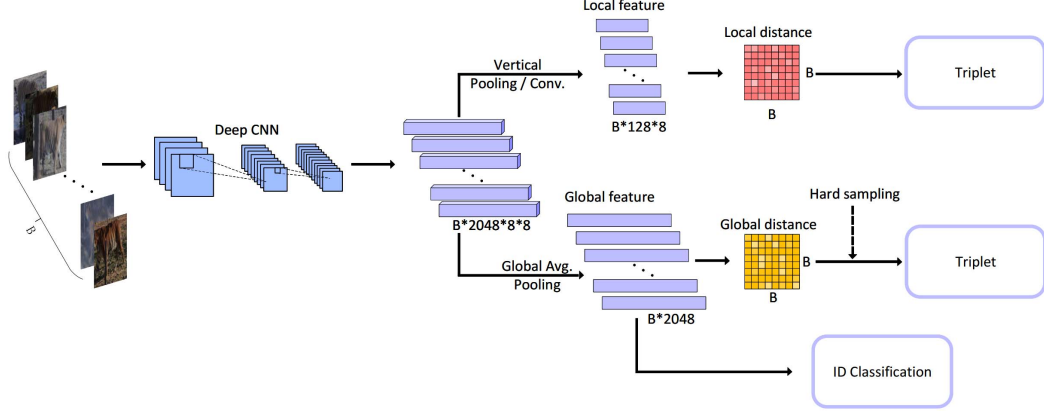 Local feature
Local distance
Vertical
Pooling / Conv.
B
B
Triplet
Deep CNN
B*128*8
B
B*2048*8*8
Global feature
Hard sampling
Global distance
Global Avg.
Pooling
B
B
Triplet
B*2048
ID Classification